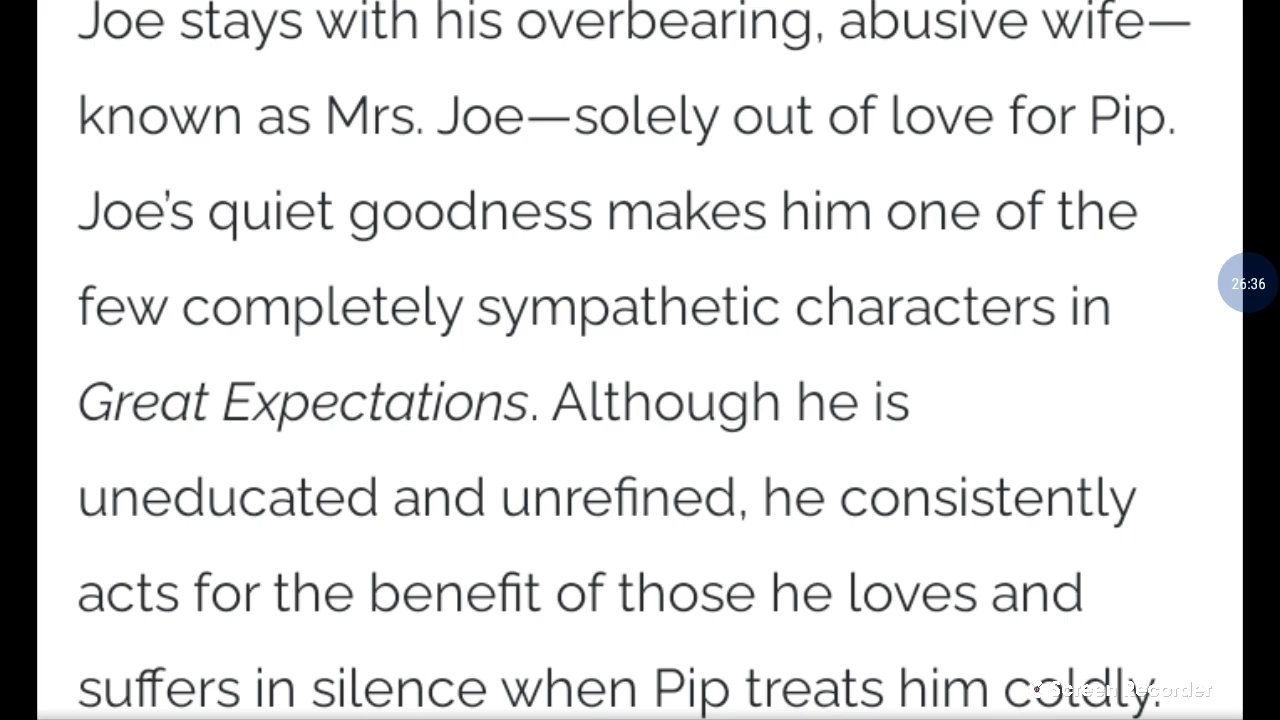 Joe stays with his overbearing, abusive wife—
known as Mrs. Joe—solely out of love for Pip.
Joe’s quiet goodness makes him one of the
26:36
few completely sympathetic characters in
Great Expectations. Although he is
uneducated and unrefined, he consistently
acts for the benefit of those he loves and
suffers in silence when Pip treats him coldly.
Screen Recorder